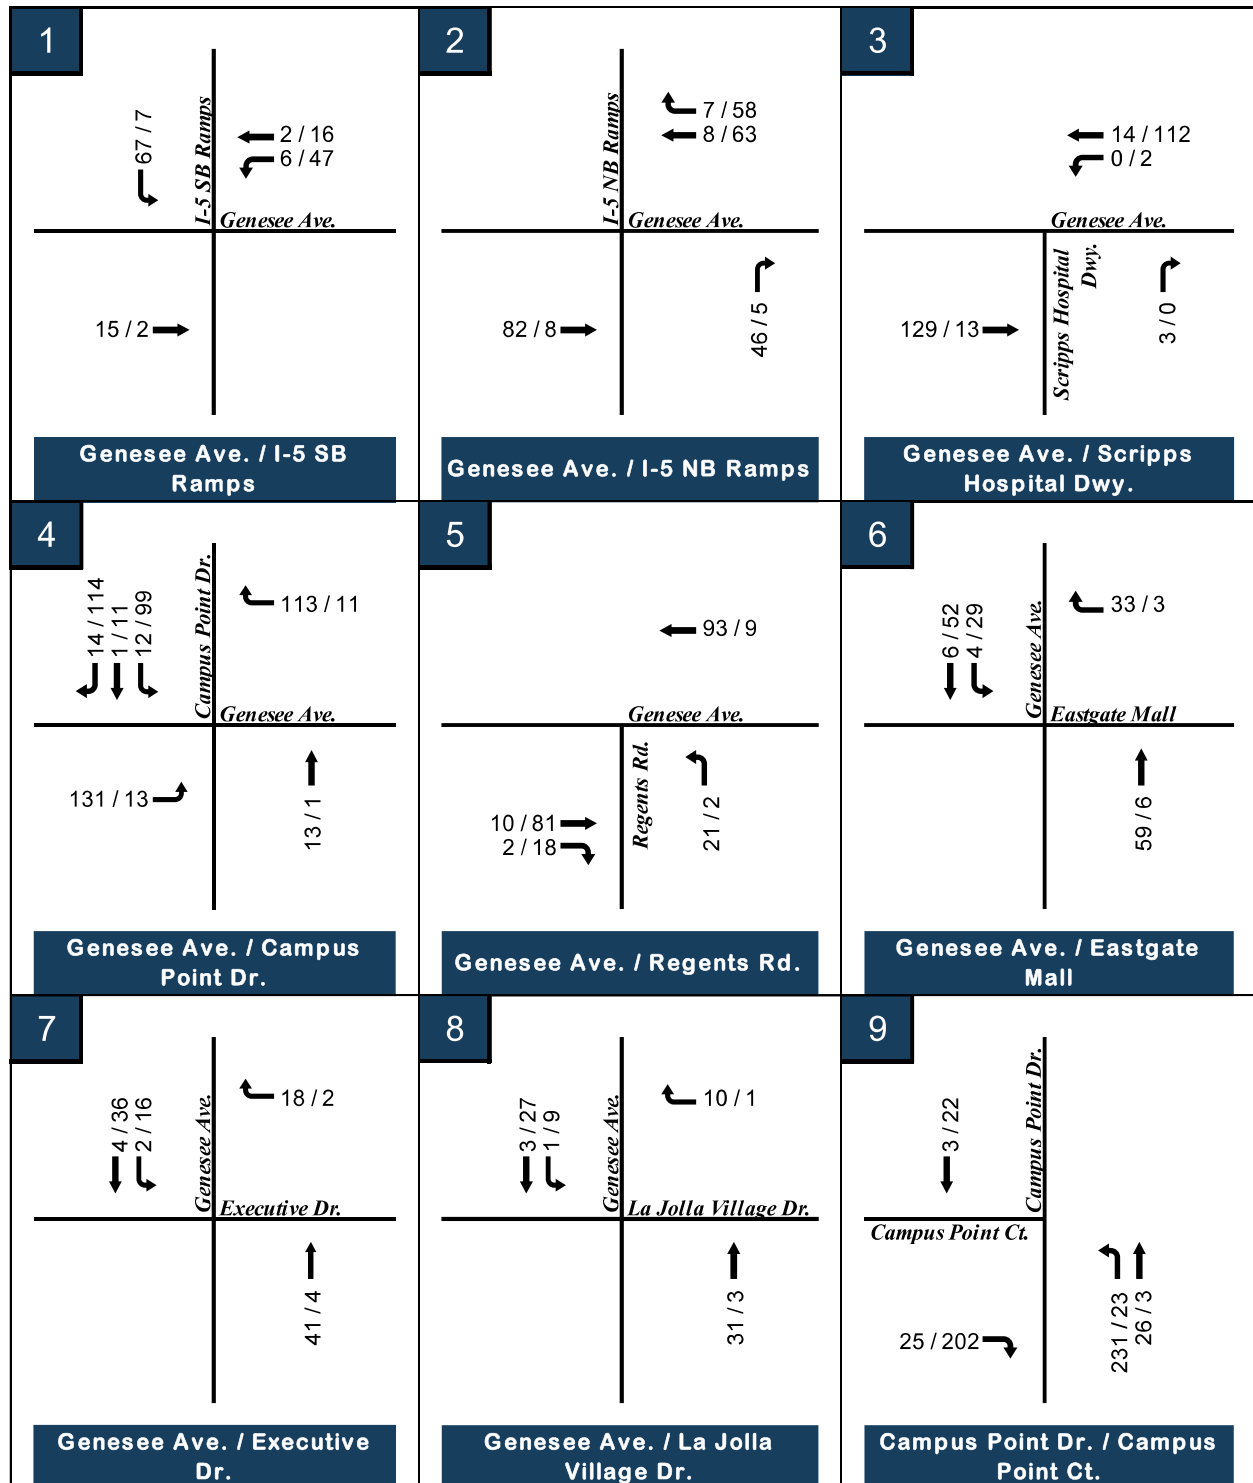 1
67 / 7
I-5 SB Ramps
2 / 16
6 / 47
Genesee Ave.
15 / 2
Genesee Ave. / I-5 SB
Ramps
2
I-5 NB Ramps
7 / 58
8 / 63
Genesee Ave.
82 / 8
46 / 5
Genesee Ave. / I-5 NB Ramps
3
14 / 112
0 / 2
Genesee Ave.
Scripps Hospital
Dwy.
129 / 13
3 / 0
Genesee Ave. / Scripps
Hospital Dwy.
4
14 / 114
1 / 11
12 / 99
Campus Point Dr.
113 / 11
Genesee Ave.
131 / 13
13 / 1
Genesee Ave. / Campus
Point Dr.
5
93 / 9
Genesee Ave.
Regents Rd.
10 / 81
2 / 18
21 / 2
Genesee Ave. / Regents Rd.
6
6 / 52
4 / 29
Genesee Ave.
33 / 3
Eastgate Mall
59 / 6
Genesee Ave. / Eastgate
Mall
7
4 / 36
2 / 16
Genesee Ave.
18 / 2
Executive Dr.
41 / 4
Genesee Ave. / Executive
Dr.
8
3 / 27
1 / 9
Genesee Ave.
10 / 1
La Jolla Village Dr.
31 / 3
Genesee Ave. / La Jolla
Village Dr.
9
3 / 22
Campus Point Dr.
Campus Point Ct.
25 / 202
231 / 23
26 / 3
Campus Point Dr. / Campus
Point Ct.